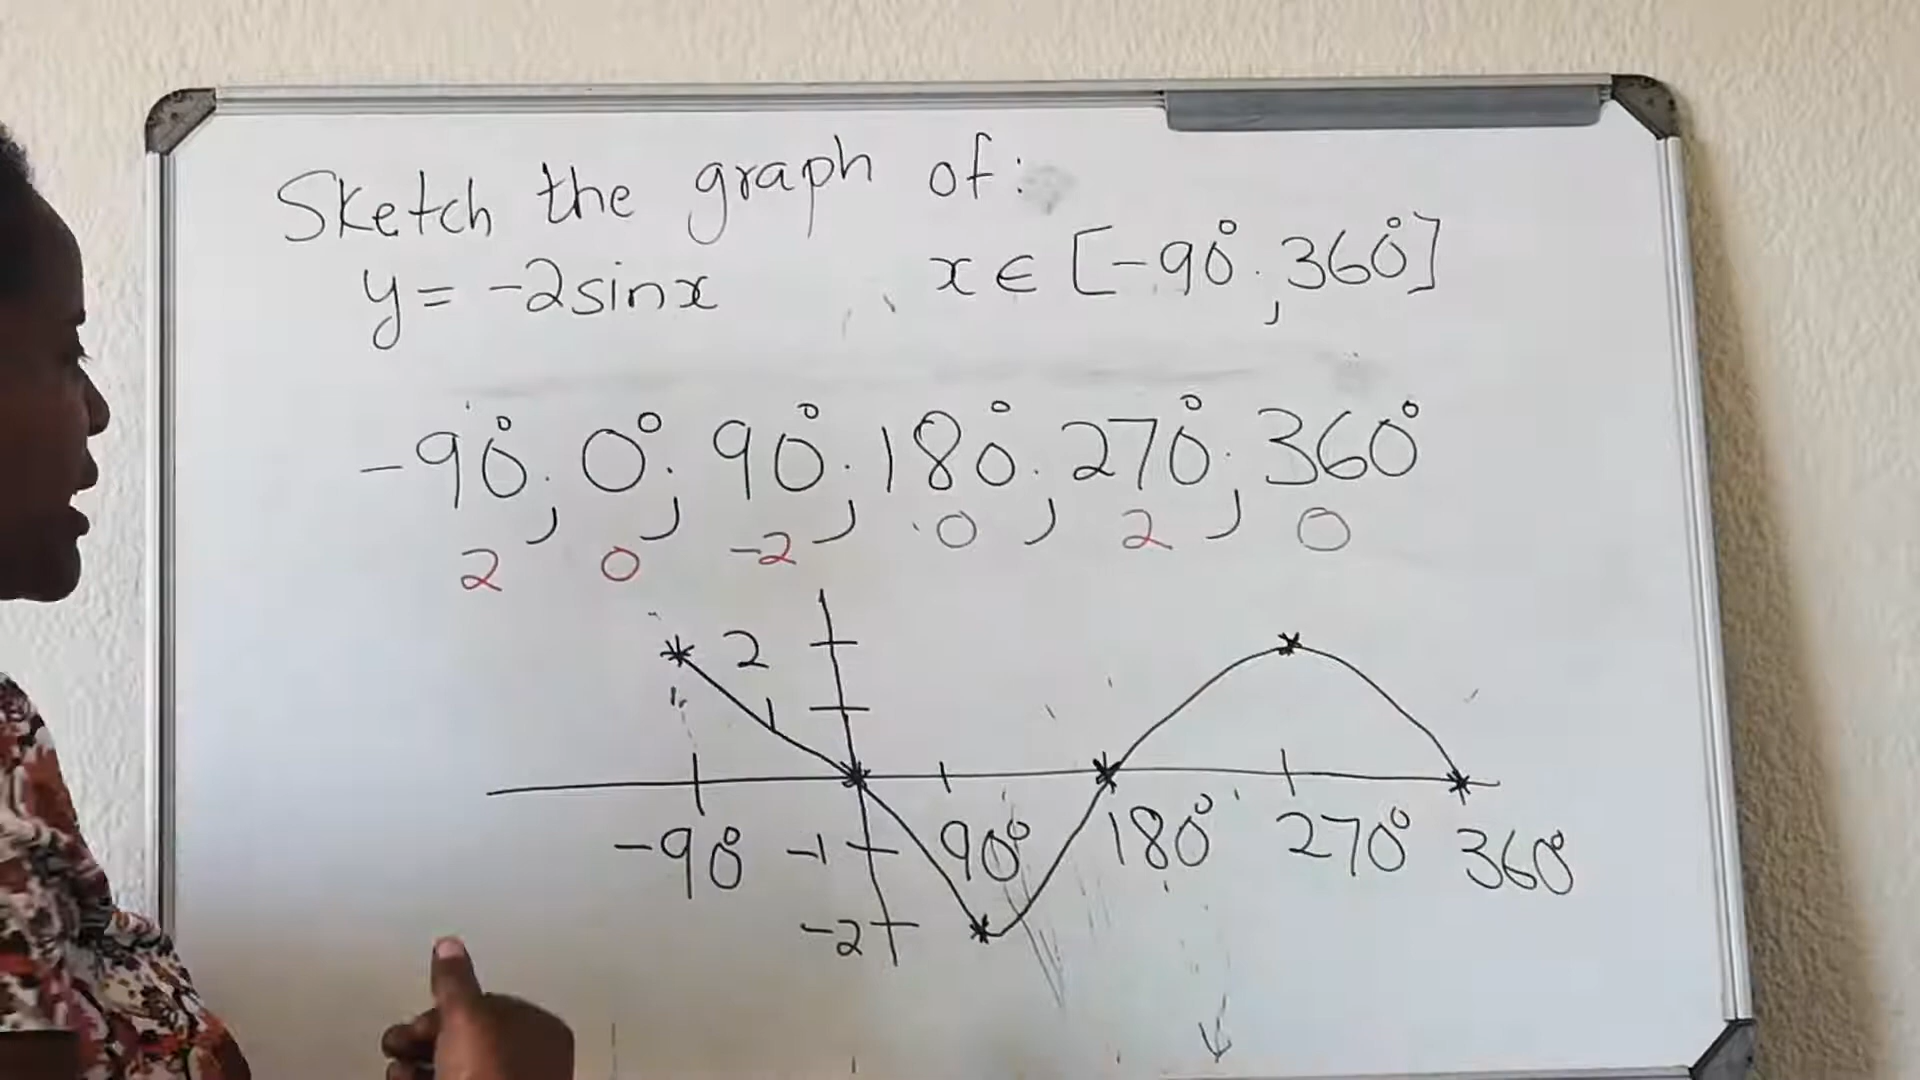 Sketch the graph of:
y = -2sinx x ∈ [-90°; 360°]
-90°; 0°; 90°; 180°; 270°; 360°
2 0 -2 0 2 0
2
1
-90° -1 90° 180° 270° 360°
-2